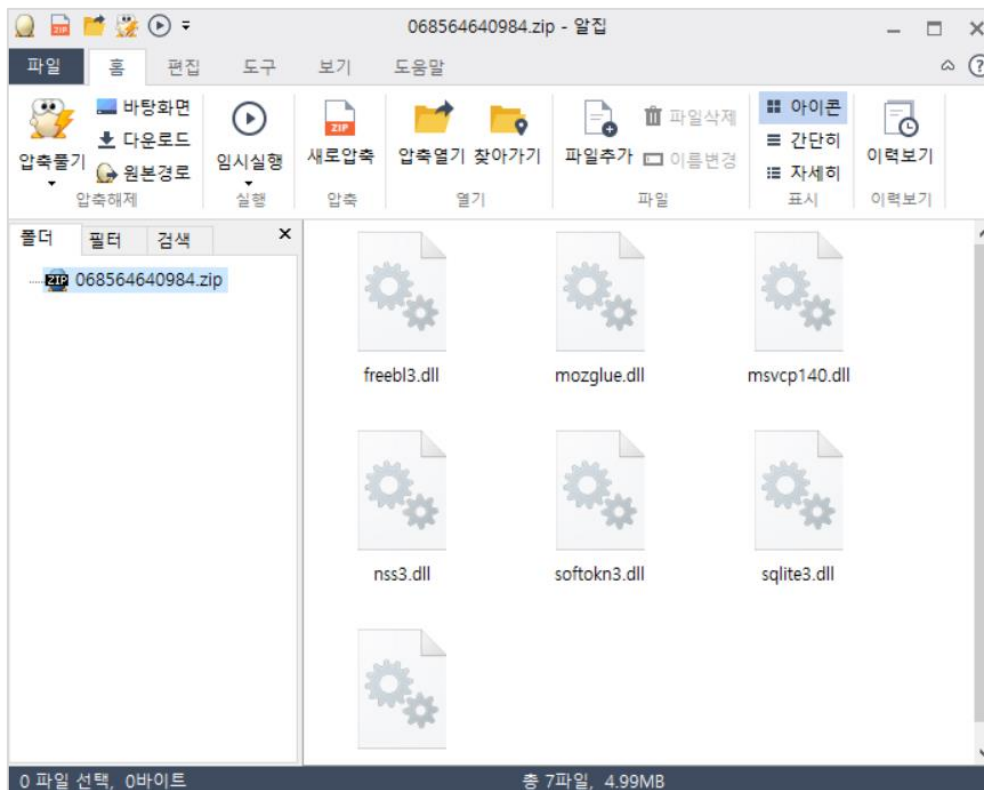 068564640984.zip - 알집
파일 홈 편집 도구 보기 도움말
압축풀기
바탕화면
다운로드
원본경로
압축해제
임시실행
실행
ZIP
새로압축
압축
압축열기 찾아가기
열기
파일추가
파일삭제
이름변경
파일
아이콘
간단히
자세히
표시
이력보기
이력보기
폴더 필터 검색
ZIP 068564640984.zip
freebl3.dll mozglue.dll msvcp140.dll
nss3.dll softokn3.dll sqlite3.dll
0 파일 선택, 0바이트 총 7파일, 4.99MB